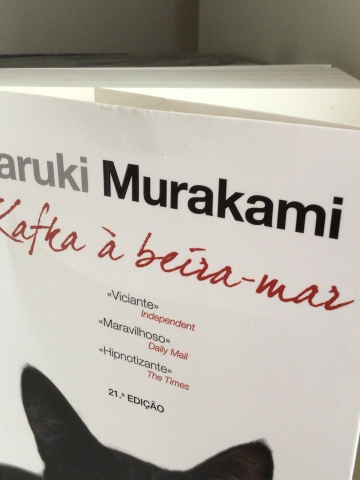 aruki Murakami
Kafka à beira-mar
«Viciante»
Independent
«Maravilhoso»
Daily Mail
«Hipnotizante»
The Times
21.ª EDIÇÃO